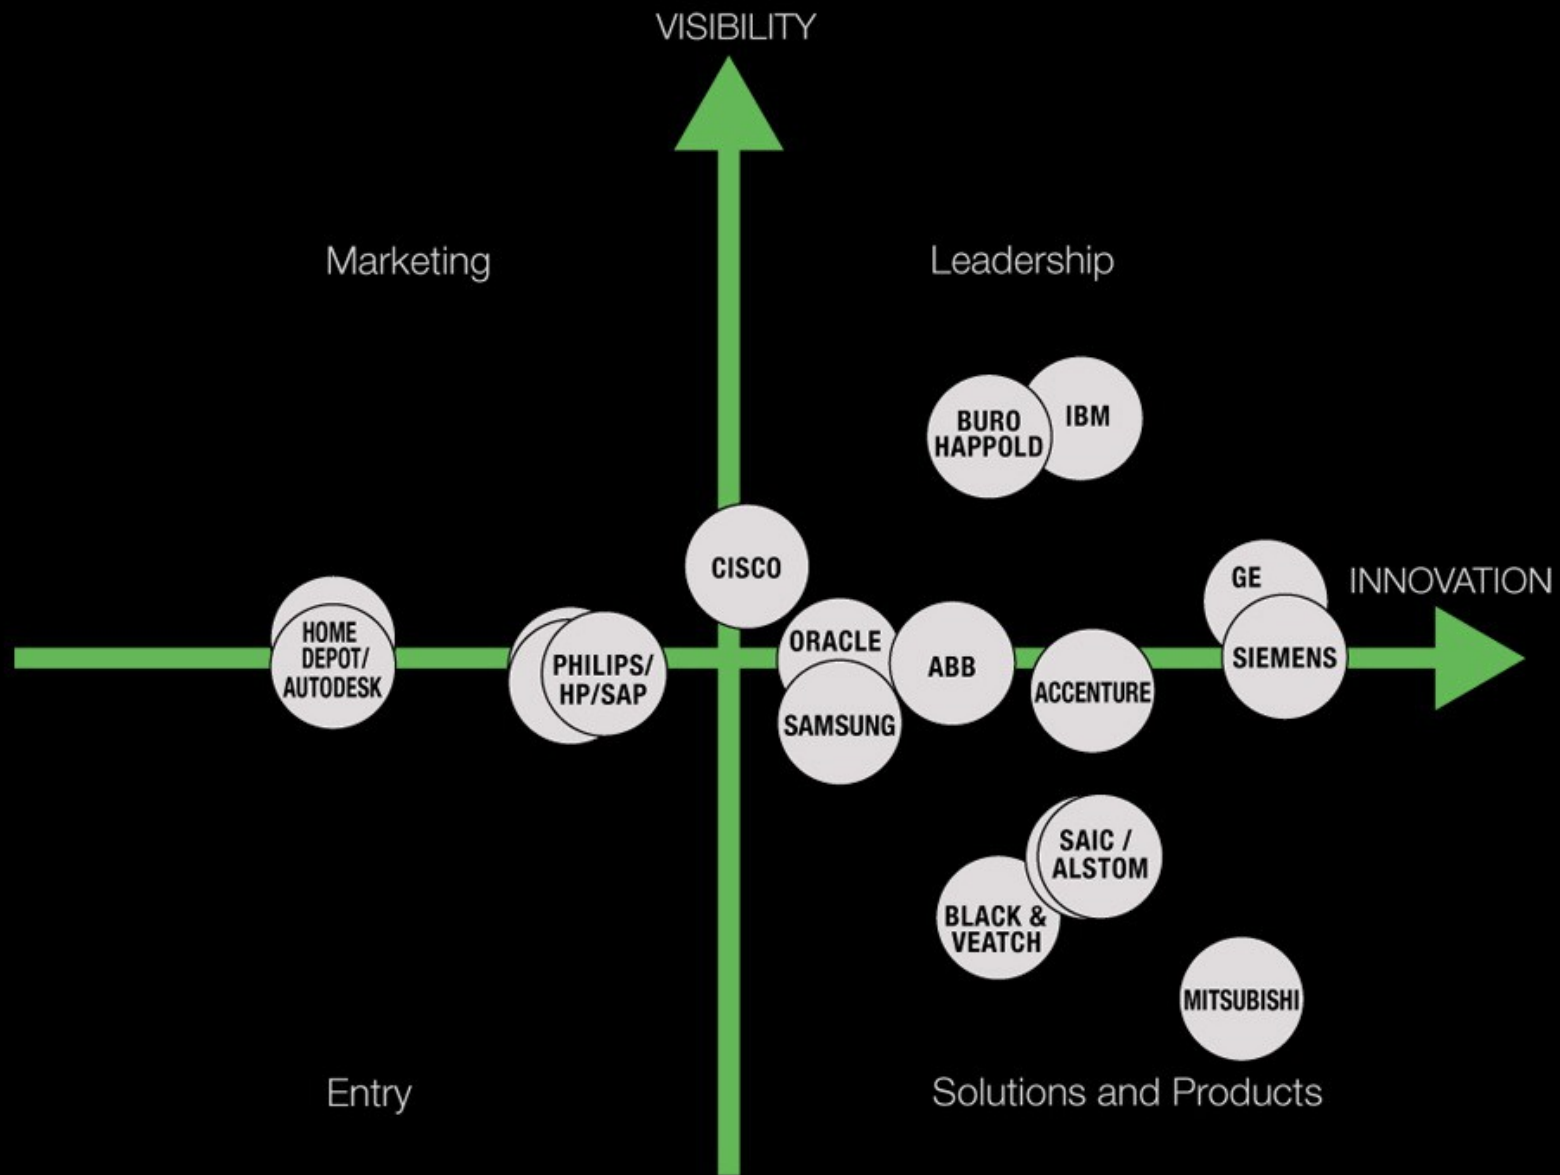 VISIBILITY
Marketing
Leadership
BURO
HAPPOLD
IBM
CISCO
GE
INNOVATION
HOME
DEPOT/
AUTODESK
PHILIPS/
HP/SAP
ORACLE
ABB
SIEMENS
ACCENTURE
SAMSUNG
SAIC /
ALSTOM
BLACK &
VEATCH
MITSUBISHI
Entry
Solutions and Products